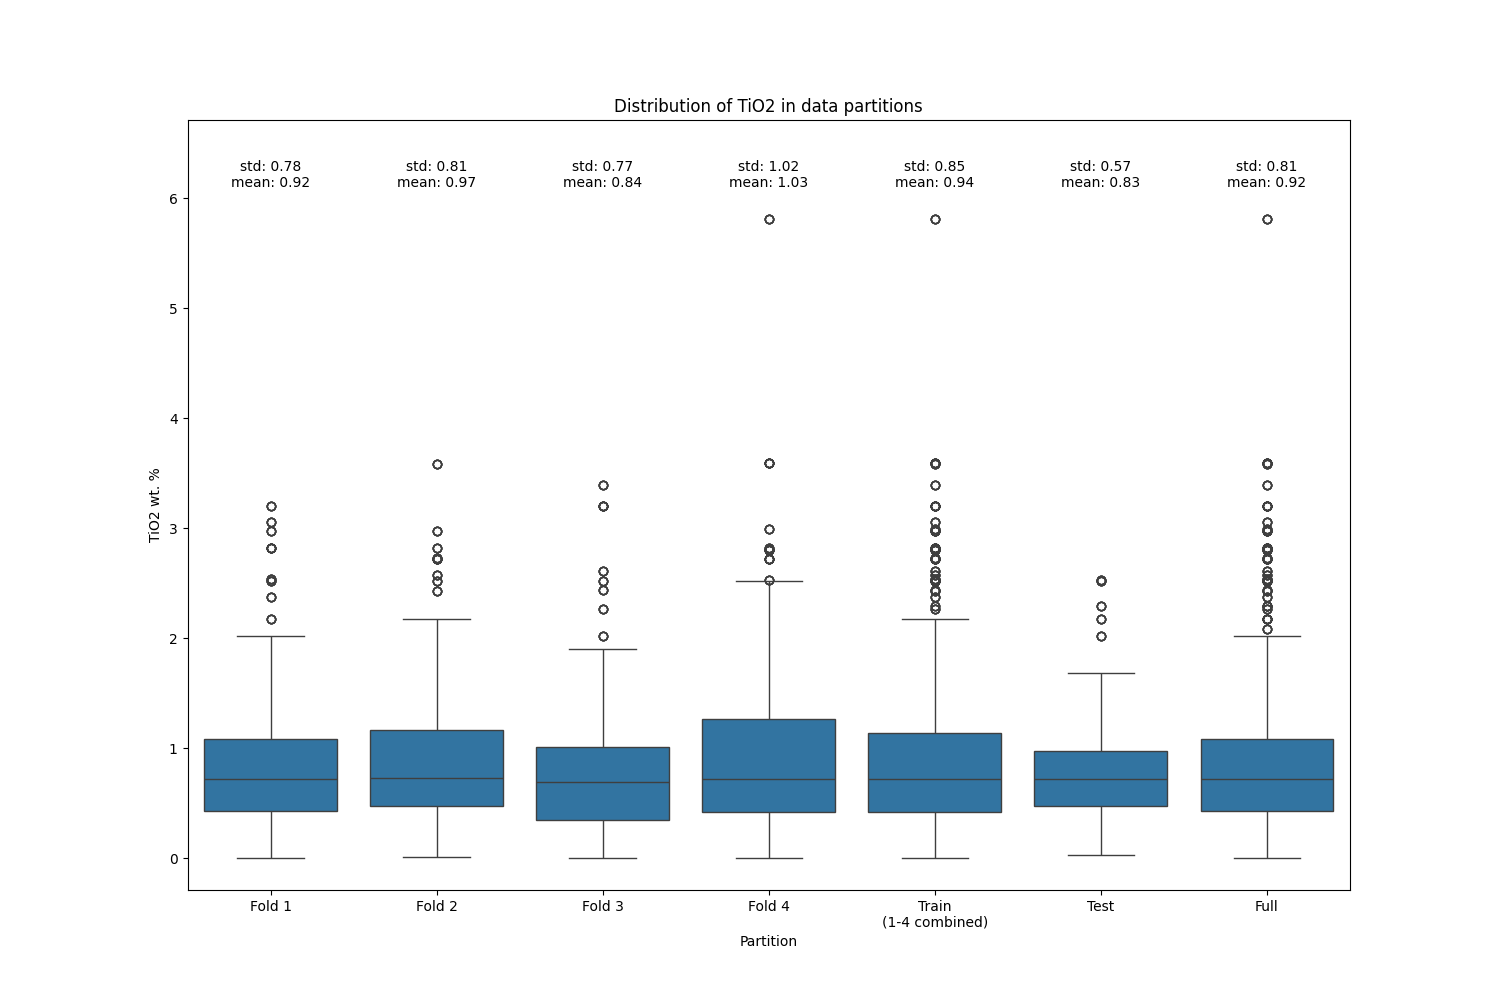 Distribution of TiO2 in data partitions
std: 0.78
mean: 0.92
std: 0.81
mean: 0.97
std: 0.77
mean: 0.84
std: 1.02
mean: 1.03
std: 0.85
mean: 0.94
std: 0.57
mean: 0.83
std: 0.81
mean: 0.92
TiO2 wt. %
6
5
4
3
2
1
0
Fold 1
Fold 2
Fold 3
Fold 4
Train
(1-4 combined)
Test
Full
Partition